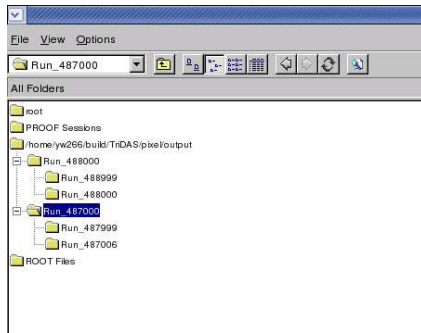 File View Options
Run_487000
All Folders
root
PROOF Sessions
/home/yw266/build/TriDAS/pixel/output
Run_488000
Run_488999
Run_488000
Run_487000
Run_487999
Run_487006
ROOT Files